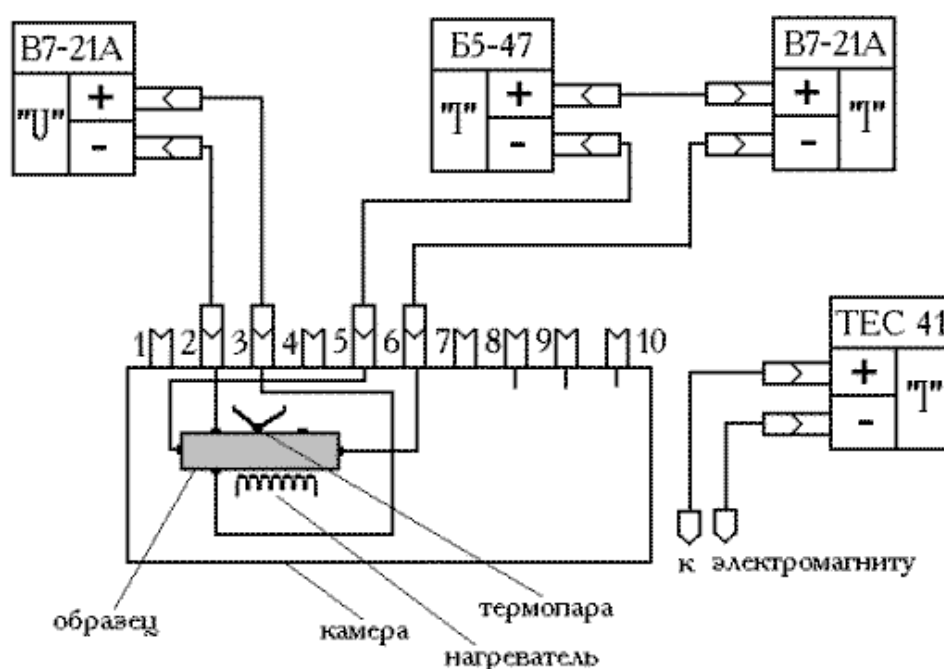 В7-21А
"U"
+
-
Б5-47
"I"
+
-
В7-21А
+
-
"I"
1 2 3 4 5 6 7 8 9 10
ТЕС 41
+
-
"I"
к электромагниту
образец
камера
термопара
нагреватель